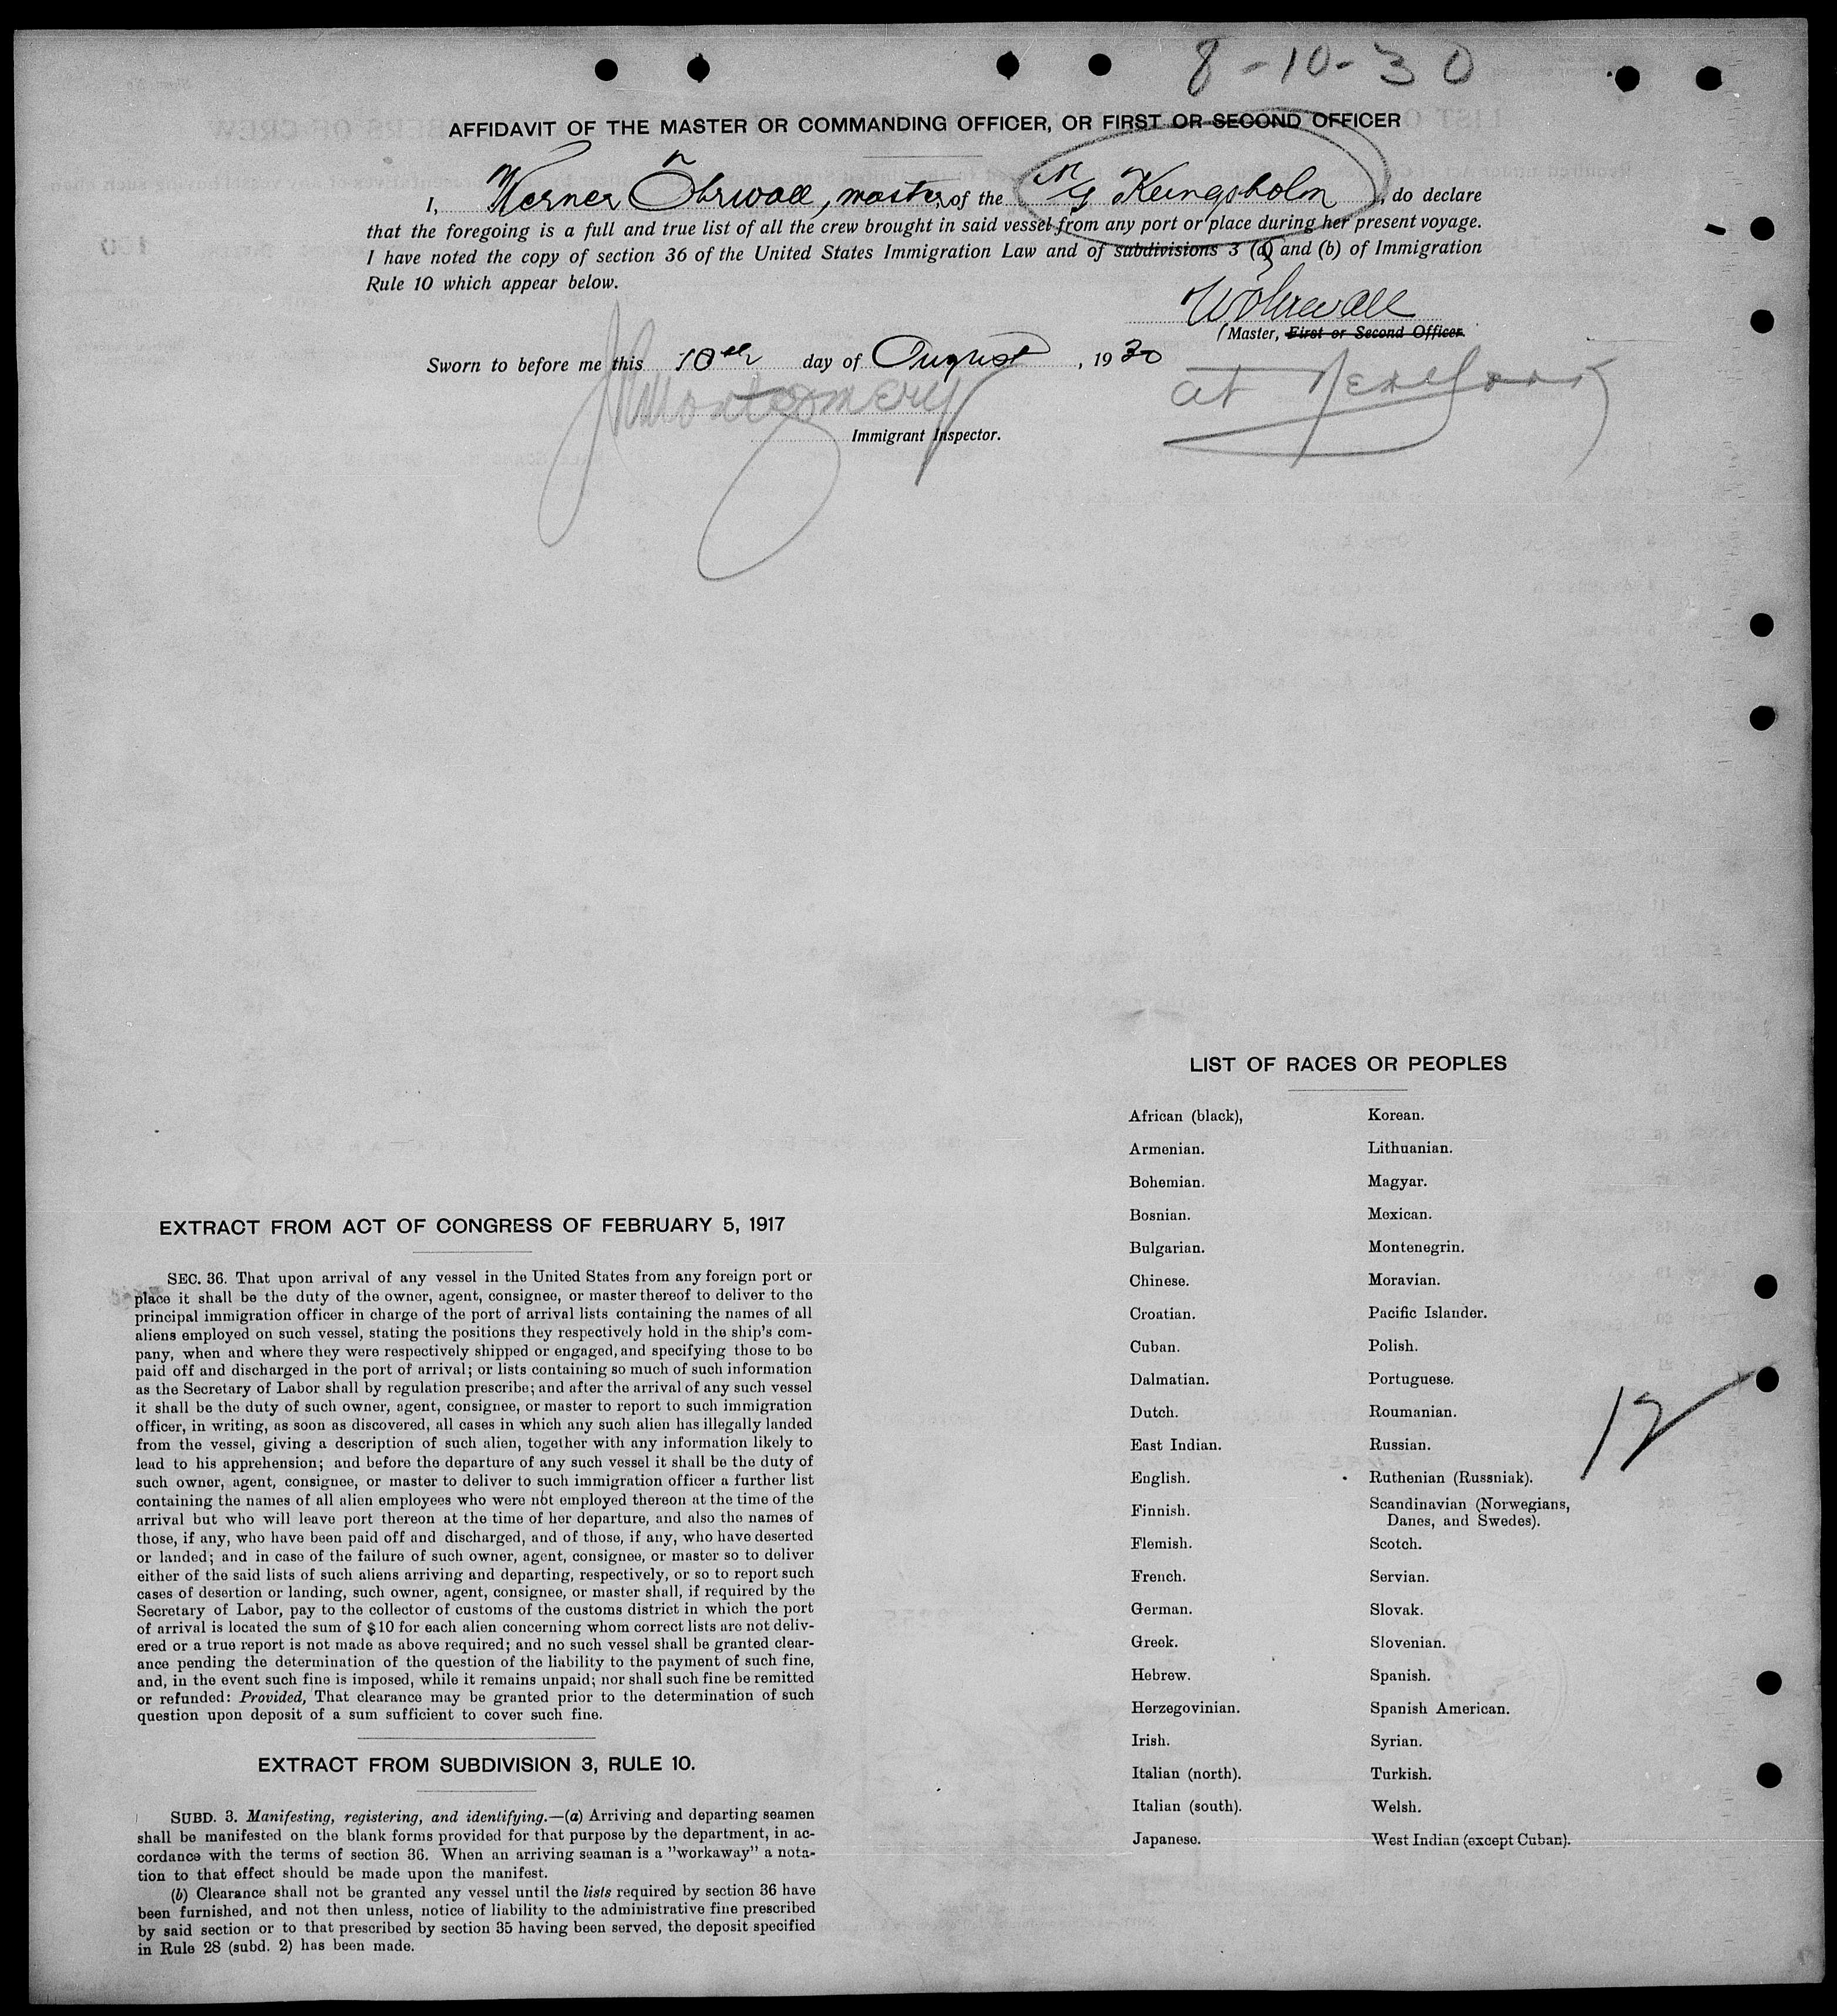 8-10-30
AFFIDAVIT OF THE MASTER OR COMMANDING OFFICER, OR FIRST OR SECOND OFFICER
I, Werner Öhrwall, master, of the M/S Kungsholm, do declare
that the foregoing is a full and true list of all the crew brought in said vessel from any port or place during her present voyage.
I have noted the copy of section 36 of the United States Immigration Law and of subdivisions 3 (a) and (b) of Immigration
Rule 10 which appear below.
WÖhrwall
Master, First or Second Officer.
Sworn to before me this 10th day of August, 1930
at New York
Montgomery
Immigrant Inspector.
LIST OF RACES OR PEOPLES
African (black),
Armenian.
Bohemian.
Bosnian.
Bulgarian.
Chinese.
Croatian.
Cuban.
Dalmatian.
Dutch.
East Indian.
English.
Finnish.
Flemish.
French.
German.
Greek.
Hebrew.
Herzegovinian.
Irish.
Italian (north).
Italian (south).
Japanese.
Korean.
Lithuanian.
Magyar.
Mexican.
Montenegrin.
Moravian.
Pacific Islander.
Polish.
Portuguese.
Roumanian.
Russian.
Ruthenian (Russniak).
Scandinavian (Norwegians,
Danes, and Swedes).
Scotch.
Servian.
Slovak.
Slovenian.
Spanish.
Spanish American.
Syrian.
Turkish.
Welsh.
West Indian (except Cuban).
12
EXTRACT FROM ACT OF CONGRESS OF FEBRUARY 5, 1917
SEC. 36. That upon arrival of any vessel in the United States from any foreign port or
place it shall be the duty of the owner, agent, consignee, or master thereof to deliver to the
principal immigration officer in charge of the port of arrival lists containing the names of all
aliens employed on such vessel, stating the positions they respectively hold in the ship's com-
pany, when and where they were respectively shipped or engaged, and specifying those to be
paid off and discharged in the port of arrival; or lists containing so much of such information
as the Secretary of Labor shall by regulation prescribe; and after the arrival of any such vessel
it shall be the duty of such owner, agent, consignee, or master to report to such immigration
officer, in writing, as soon as discovered, all cases in which any such alien has illegally landed
from the vessel, giving a description of such alien, together with any information likely to
lead to his apprehension; and before the departure of any such vessel it shall be the duty of
such owner, agent, consignee, or master to deliver to such immigration officer a further list
containing the names of all alien employees who were not employed thereon at the time of the
arrival but who will leave port thereon at the time of her departure, and also the names of
those, if any, who have been paid off and discharged, and of those, if any, who have deserted
or landed; and in case of the failure of such owner, agent, consignee, or master so to deliver
either of the said lists of such aliens arriving and departing, respectively, or so to report such
cases of desertion or landing, such owner, agent, consignee, or master shall, if required by the
Secretary of Labor, pay to the collector of customs of the customs district in which the port
of arrival is located the sum of $10 for each alien concerning whom correct lists are not deliv-
ered or a true report is not made as above required; and no such vessel shall be granted clear-
ance pending the determination of the question of the liability to the payment of such fine,
and, in the event such fine is imposed, while it remains unpaid; nor shall such fine be remitted
or refunded: Provided, That clearance may be granted prior to the determination of such
question upon deposit of a sum sufficient to cover such fine.
EXTRACT FROM SUBDIVISION 3, RULE 10.
SUBD. 3. Manifesting, registering, and identifying.—(a) Arriving and departing seamen
shall be manifested on the blank forms provided for that purpose by the department, in ac-
cordance with the terms of section 36. When an arriving seaman is a "workaway" a nota-
tion to that effect should be made upon the manifest.
(b) Clearance shall not be granted any vessel until the lists required by section 36 have
been furnished, and not then unless, notice of liability to the administrative fine prescribed
by said section or to that prescribed by section 35 having been served, the deposit specified
in Rule 28 (subd. 2) has been made.